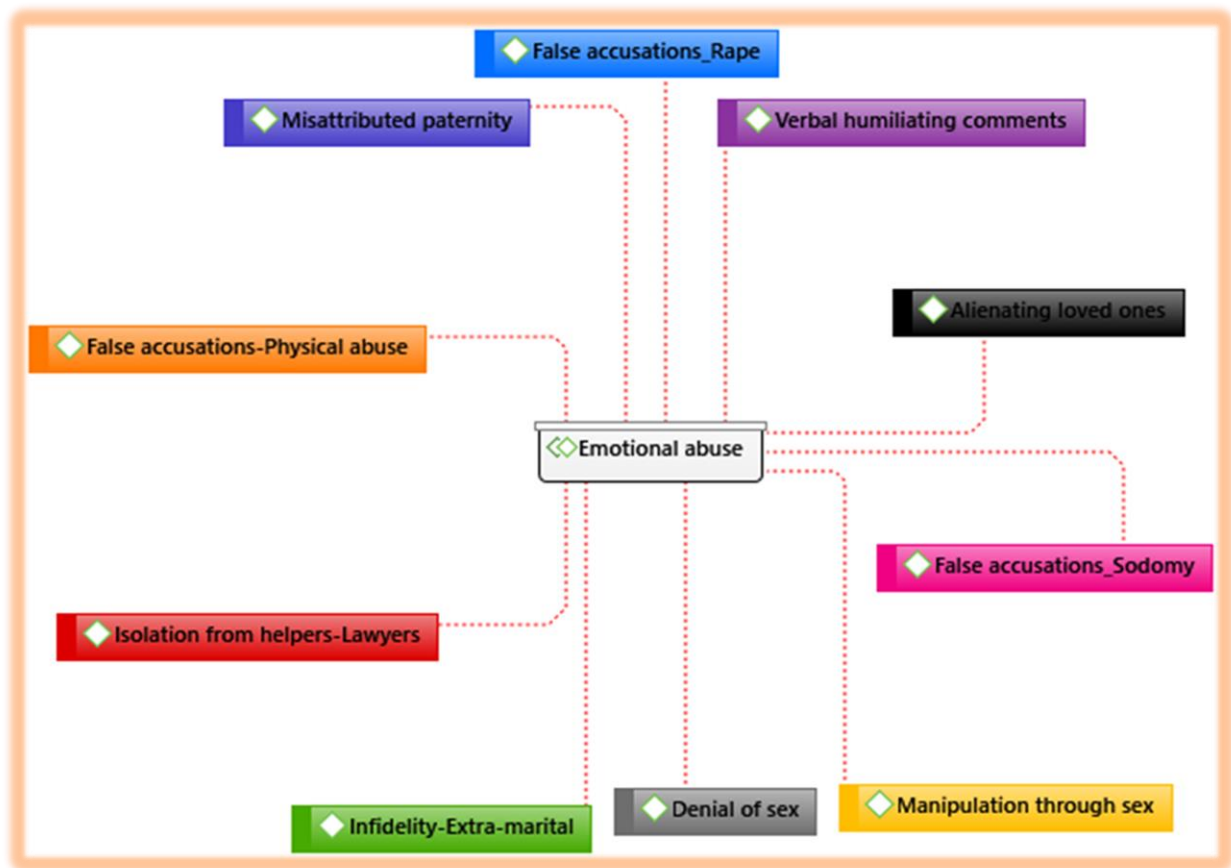 False accusations_Rape
Misattributed paternity
Verbal humiliating comments
Alienating loved ones
False accusations-Physical abuse
Emotional abuse
False accusations_Sodomy
Isolation from helpers-Lawyers
Infidelity-Extra-marital
Denial of sex
Manipulation through sex